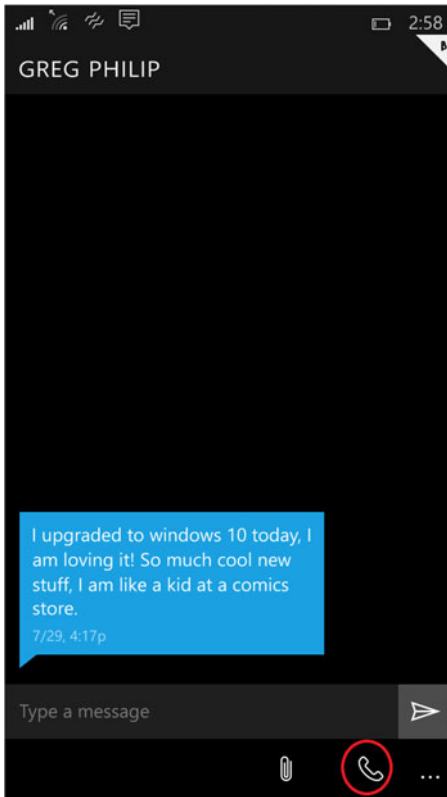 2:58
GREG PHILIP
I upgraded to windows 10 today, I
am loving it! So much cool new
stuff, I am like a kid at a comics
store.
7/29, 4:17p
Type a message
...